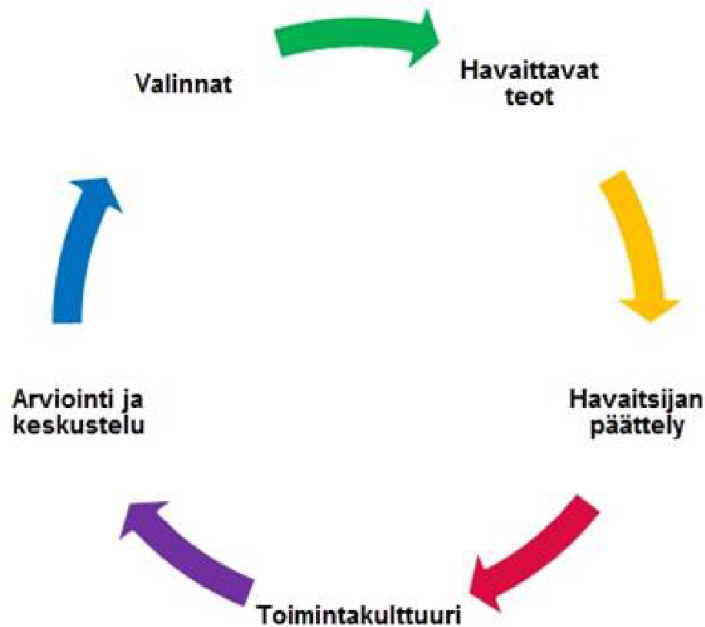 Valinnat
Havaittavat
teot
Havaitsijan
päättely
Toimintakulttuuri
Arviointi ja
keskustelu